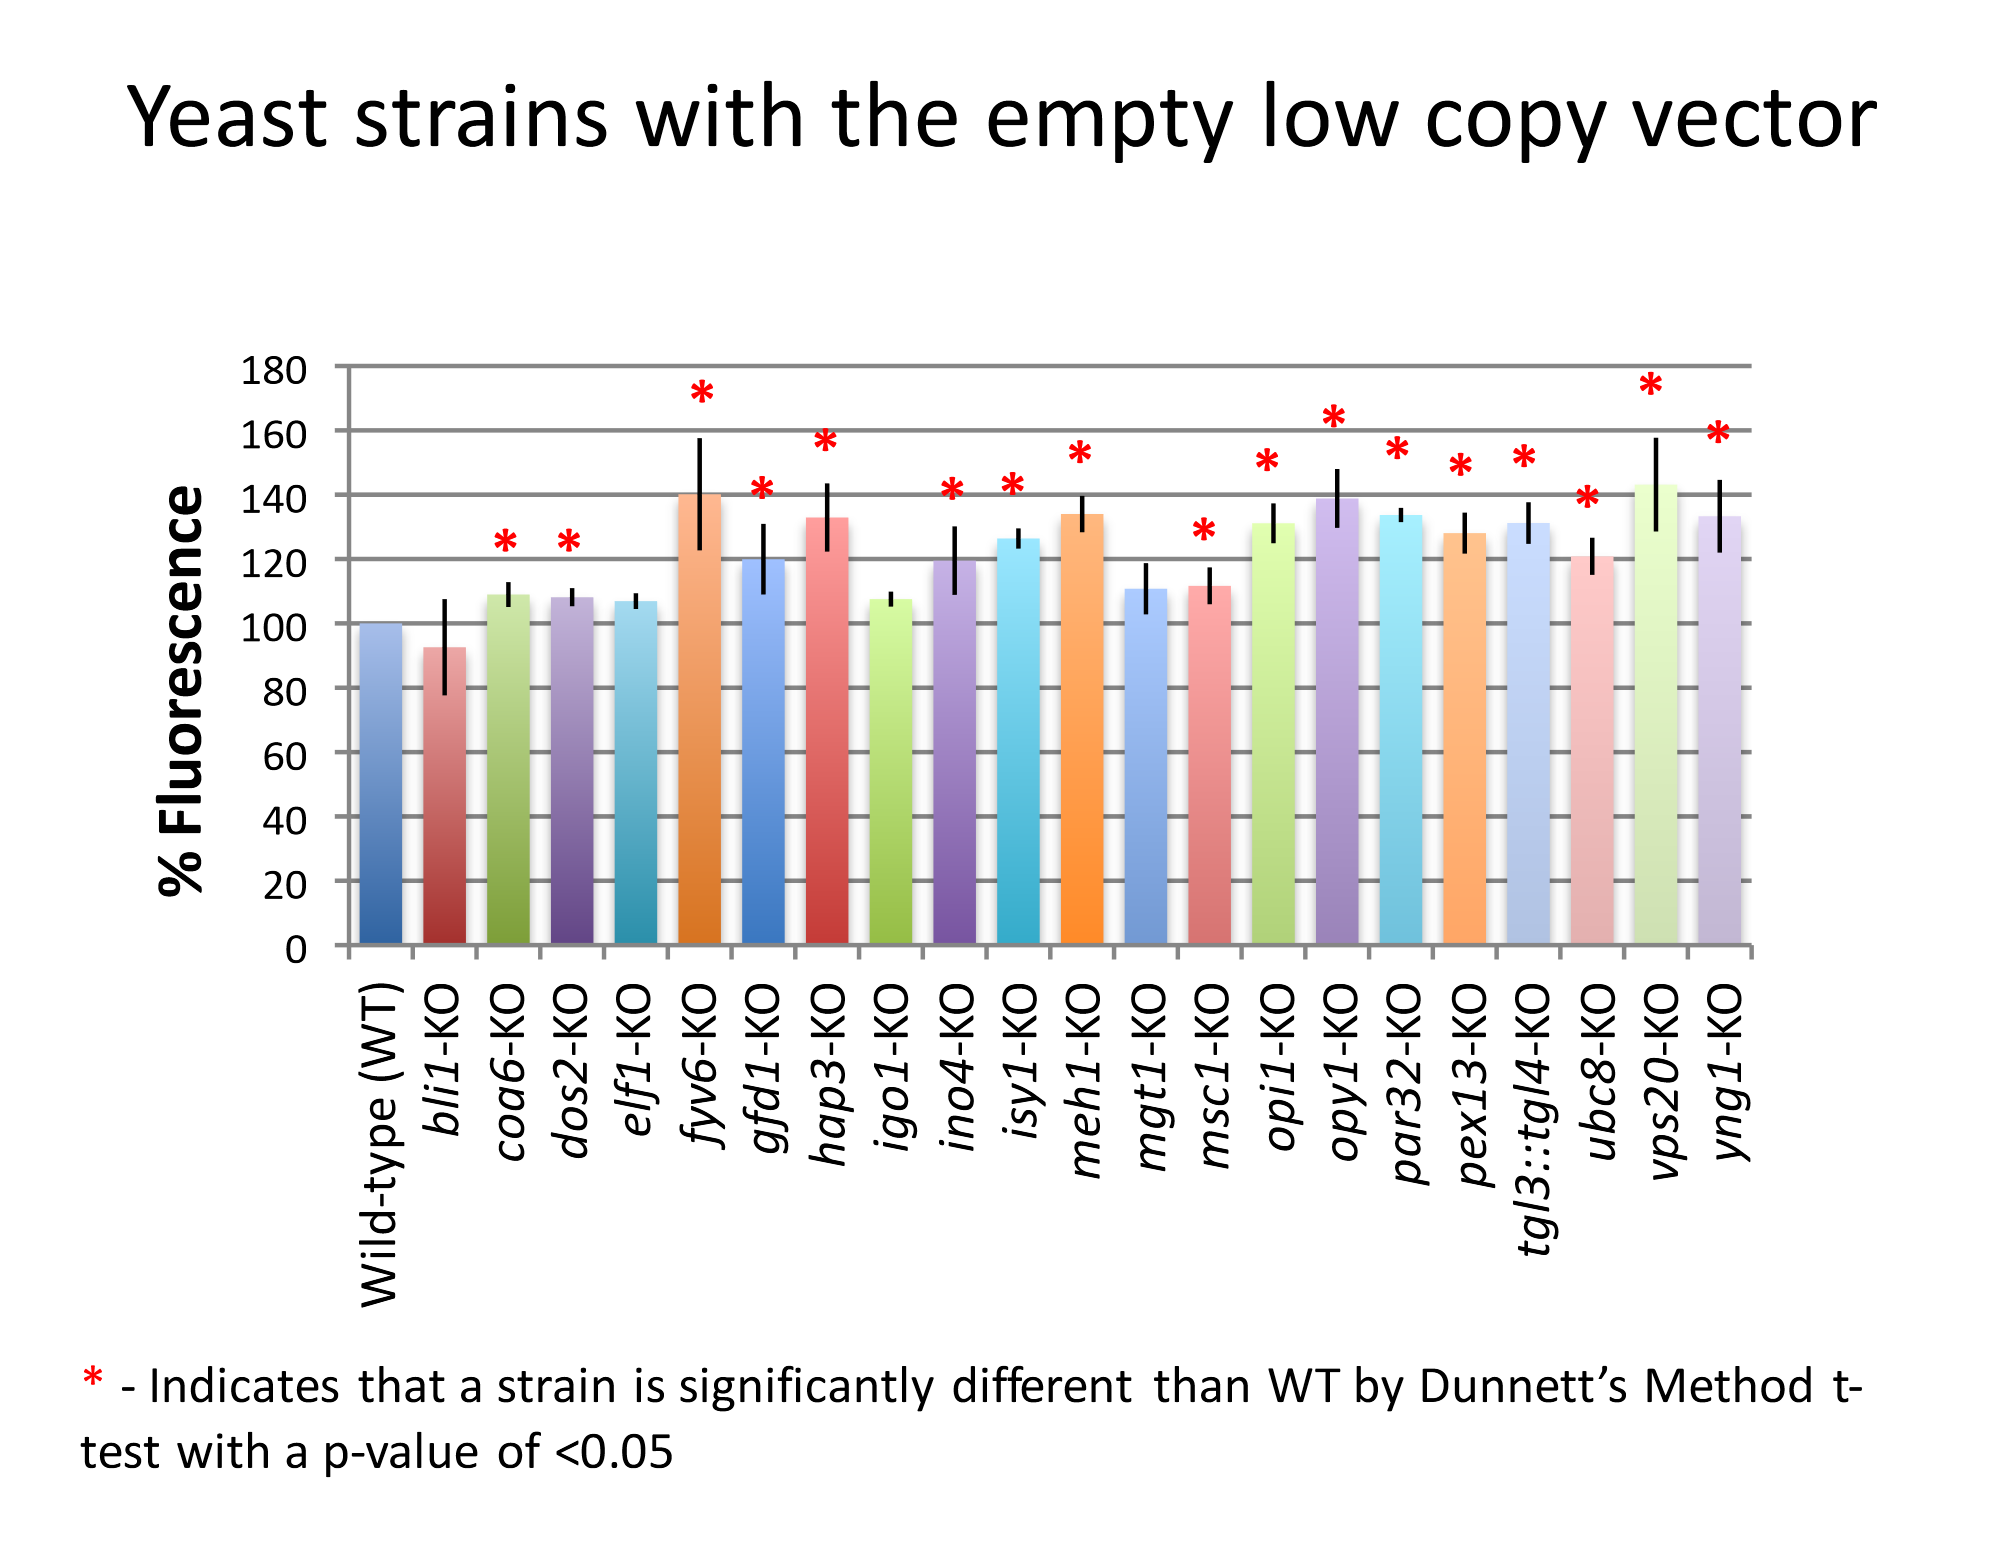 Yeast strains with the empty low copy vector
% Fluorescence
180
160
140
120
100
80
60
40
20
0
* * * * * * * * * * * * * * * * *
Wild-type (WT)
bli1-KO
coa6-KO
dos2-KO
elf1-KO
fyv6-KO
gfd1-KO
hap3-KO
igo1-KO
ino4-KO
isy1-KO
meh1-KO
mgt1-KO
msc1-KO
opi1-KO
opy1-KO
par32-KO
pex13-KO
tgl3::tgl4-KO
ubc8-KO
vps20-KO
yng1-KO
* - Indicates that a strain is significantly different than WT by Dunnett’s Method t-
test with a p-value of <0.05